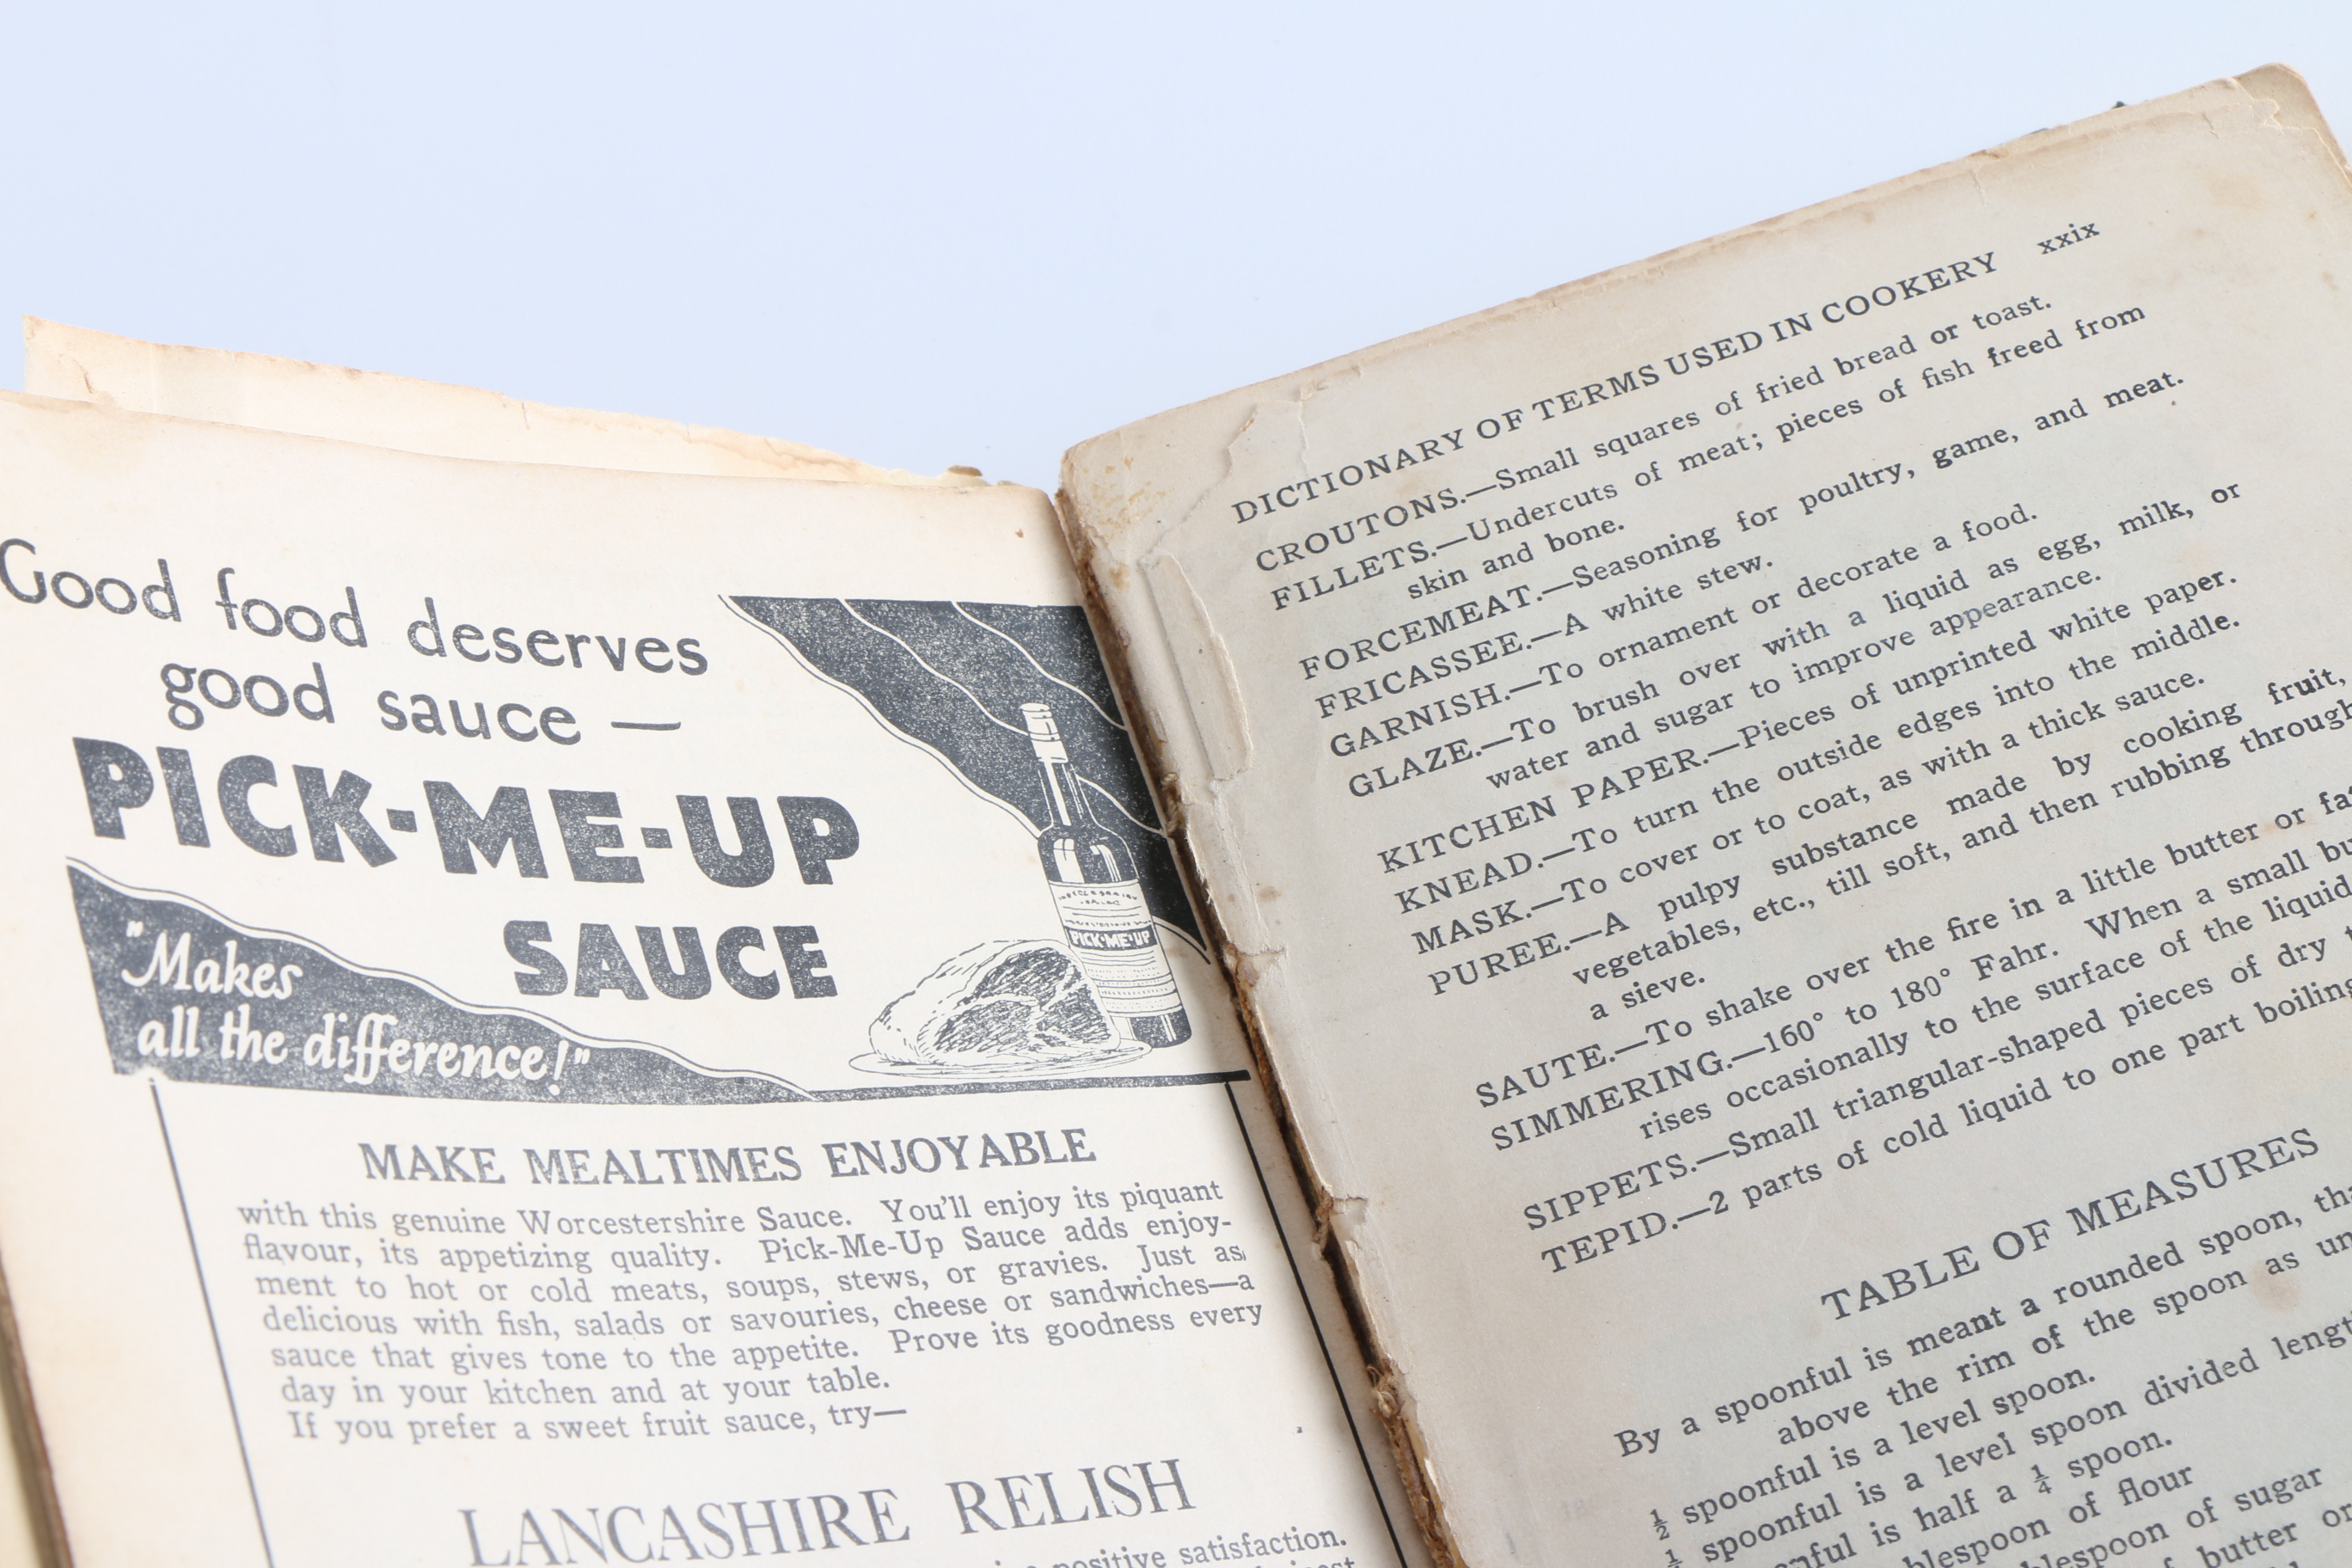 Good food deserves
good sauce —
PICK-ME-UP
SAUCE
"Makes
all the difference!"
PICK·ME·UP
MAKE MEALTIMES ENJOYABLE
with this genuine Worcestershire Sauce. You'll enjoy its piquant
flavour, its appetizing quality. Pick-Me-Up Sauce adds enjoy-
ment to hot or cold meats, soups, stews, or gravies. Just as
delicious with fish, salads or savouries, cheese or sandwiches—a
sauce that gives tone to the appetite. Prove its goodness every
day in your kitchen and at your table.
If you prefer a sweet fruit sauce, try—
LANCASHIRE RELISH
positive satisfaction.
DICTIONARY OF TERMS USED IN COOKERY xxix
CROUTONS.—Small squares of fried bread or toast.
FILLETS.—Undercuts of meat; pieces of fish freed from
skin and bone.
FORCEMEAT.—Seasoning for poultry, game, and meat.
FRICASSEE.—A white stew.
GARNISH.—To ornament or decorate a food.
GLAZE.—To brush over with a liquid as egg, milk, or
water and sugar to improve appearance.
KITCHEN PAPER.—Pieces of unprinted white paper.
KNEAD.—To turn the outside edges into the middle.
MASK.—To cover or to coat, as with a thick sauce.
PUREE.—A pulpy substance made by cooking fruit,
vegetables, etc., till soft, and then rubbing through
a sieve.
SAUTE.—To shake over the fire in a little butter or
SIMMERING.—160° to 180° Fahr. When a small
rises occasionally to the surface of the liquid
SIPPETS.—Small triangular-shaped pieces of dry
TEPID.—2 parts of cold liquid to one part boiling
TABLE OF MEASURES
By a spoonful is meant a rounded spoon,
above the rim of the spoon as
½ spoonful is a level spoon.
spoonful is a level spoon divided
is half a ¼ spoon.
of flour
of sugar
butter or